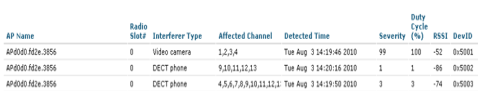 AP Name Radio Slot# Interferer Type Affected Channel Detected Time Severity Duty Cycle (%) RSSI DevID
APd0d0.fd2e.3856 0 Video camera 1,2,3,4 Tue Aug 3 14:19:46 2010 99 100 -52 0x5001
APd0d0.fd2e.3856 0 DECT phone 9,10,11,12,13 Tue Aug 3 14:20:16 2010 1 1 -86 0x5002
APd0d0.fd2e.3856 0 DECT phone 4,5,6,7,8,9,10,11,12,1 Tue Aug 3 14:19:50 2010 3 3 -74 0x5003